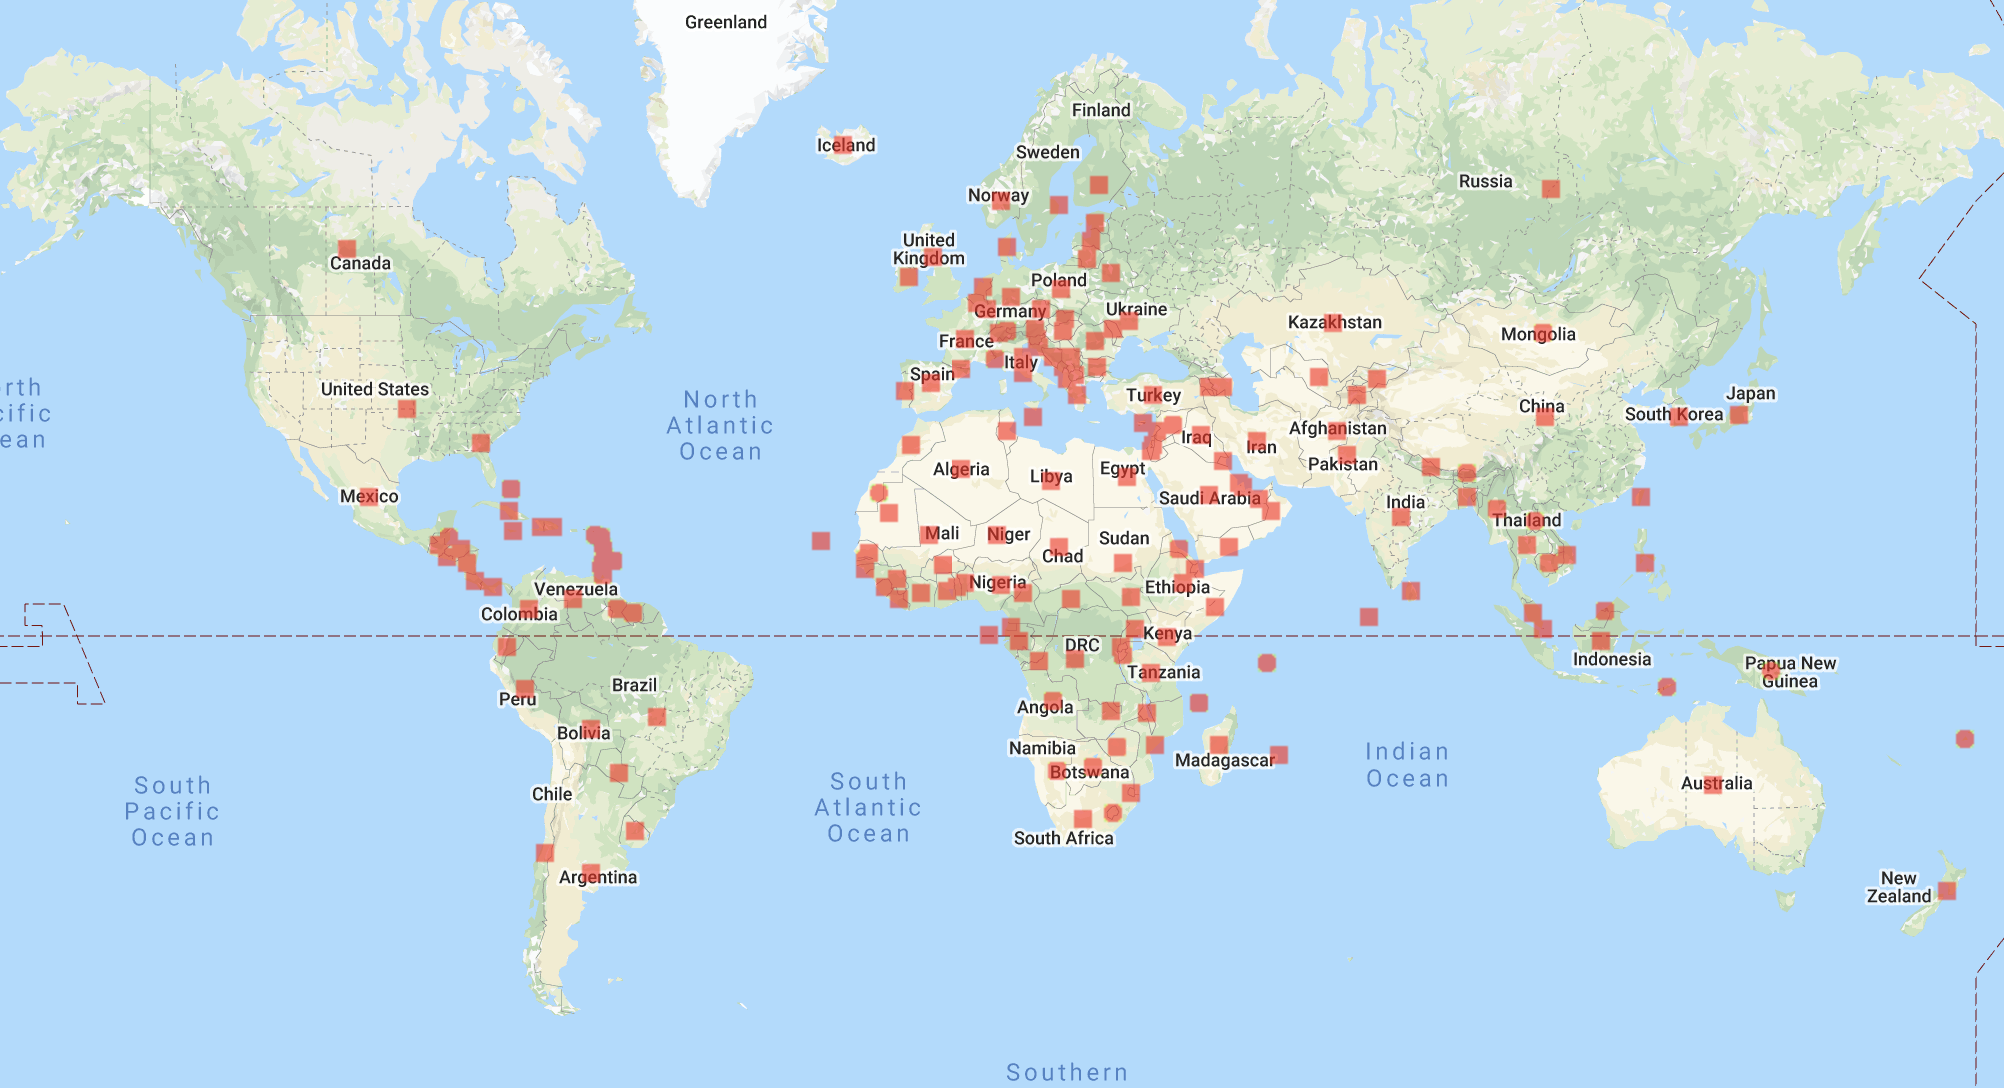 Greenland
Finland
Iceland
Sweden
Russia
Norway
United
Kingdom
Canada
Poland
Germany
Ukraine
Kazakhstan
Mongolia
France
Italy
Spain
United States
North
Atlantic
Ocean
rth
cific
ean
Turkey
Japan
China
South Korea
Afghanistan
Iraq
Iran
Pakistan
Algeria
Libya
Egypt
Mexico
Saudi Arabia
India
Thailand
Mali
Niger
Chad
Sudan
Venezuela
Nigeria
Ethiopia
Colombia
Kenya
DRC
Indonesia
Tanzania
Papua New
Guinea
Brazil
Peru
Angola
Bolivia
Namibia
Botswana
Madagascar
Indian
Ocean
South
Pacific
Ocean
Chile
South
Atlantic
Ocean
Australia
South Africa
Argentina
New
Zealand
Southern